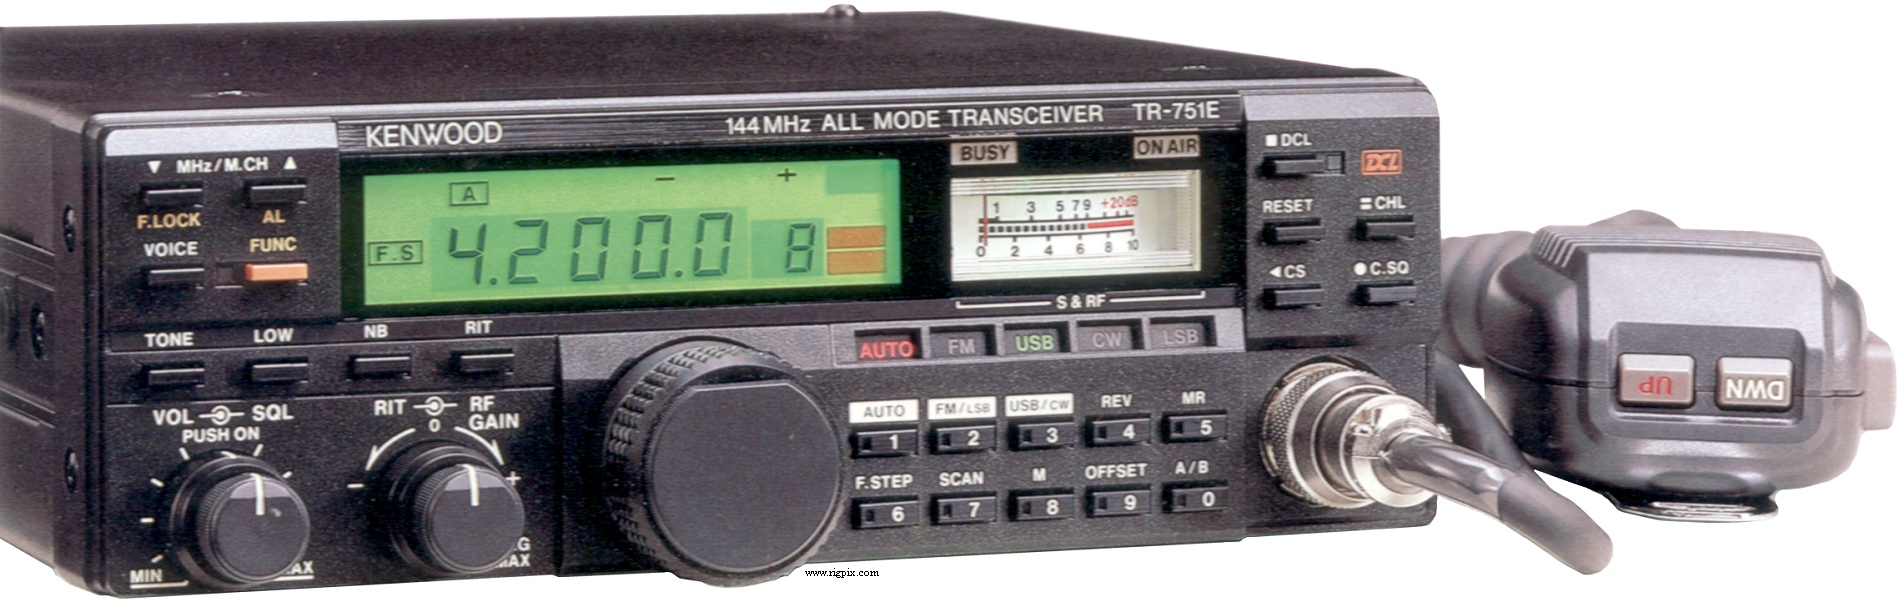 KENWOOD 144MHz ALL MODE TRANSCEIVER TR-751E
▼ MHz/M.CH ▲
F.LOCK AL
VOICE FUNC
A − +
F.S 4.200.0 8
BUSY ON AIR
1 3 5 7 9 +20dB
0 2 4 6 8 10
S & RF
■ DCL DCL
RESET = CHL
◀ CS ● C.SQ
TONE LOW NB RIT
AUTO FM USB CW LSB
VOL SQL
PUSH ON
MIN
RIT RF
0 GAIN
− +
AUTO FM/LSB USB/CW REV MR
1 2 3 4 5
F.STEP SCAN M OFFSET A/B
6 7 8 9 0
UP DWN
www.rigpix.com